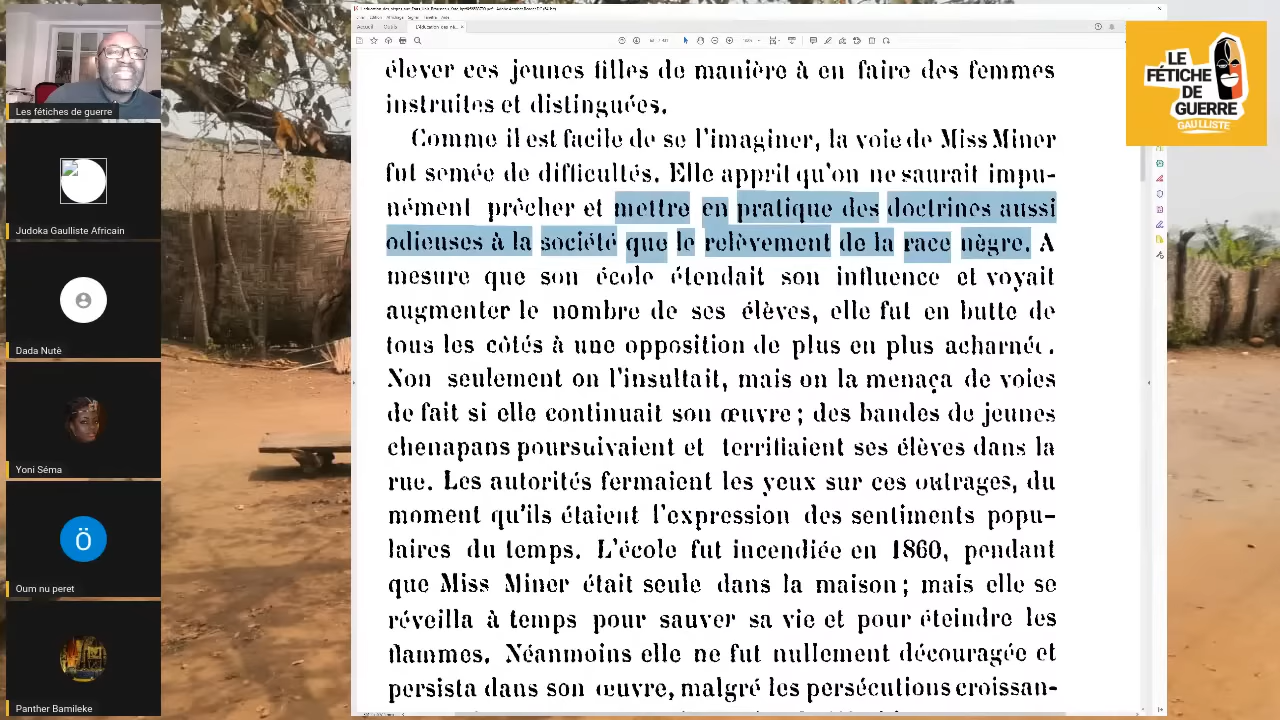 Les fétiches de guerre
Judoka Gaulliste Africain
Dada Nutè
Yoni Séma
Ö
Oum nu peret
Panther Bamileke
Accueil
Outils
élever ces jeunes filles de manière à en faire des femmes
instruites et distinguées.
Comme il est facile de se l'imaginer, la voie de Miss Miner
fut semée de difficultés. Elle apprit qu'on ne saurait impu-
nément prêcher et mettre en pratique des doctrines aussi
odieuses à la société que le relèvement de la race nègre. A
mesure que son école étendait son influence et voyait
augmenter le nombre de ses élèves, elle fut en butte de
tous les côtés à une opposition de plus en plus acharnée.
Non seulement on l'insultait, mais on la menaça de voies
de fait si elle continuait son œuvre ; des bandes de jeunes
chenapans poursuivaient et terrifiaient ses élèves dans la
rue. Les autorités fermaient les yeux sur ces outrages, du
moment qu'ils étaient l'expression des sentiments popu-
laires du temps. L'école fut incendiée en 1860, pendant
que Miss Miner était seule dans la maison ; mais elle se
réveilla à temps pour sauver sa vie et pour éteindre les
flammes. Néanmoins elle ne fut nullement découragée et
persista dans son œuvre, malgré les persécutions croissan-
LE
FÉTICHE
DE
GUERRE
GAULLISTE